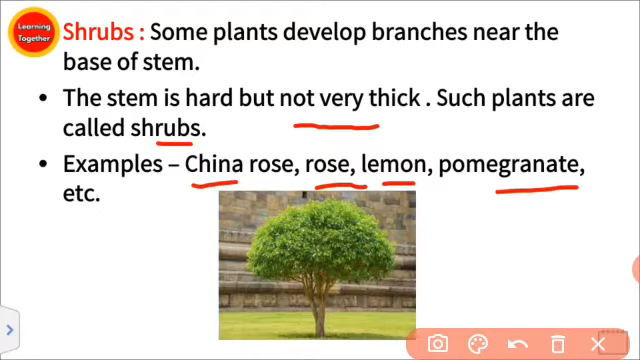 Learning
Together
Shrubs : Some plants develop branches near the
base of stem.
• The stem is hard but not very thick . Such plants are
called shrubs.
• Examples – China rose, rose, lemon, pomegranate,
etc.